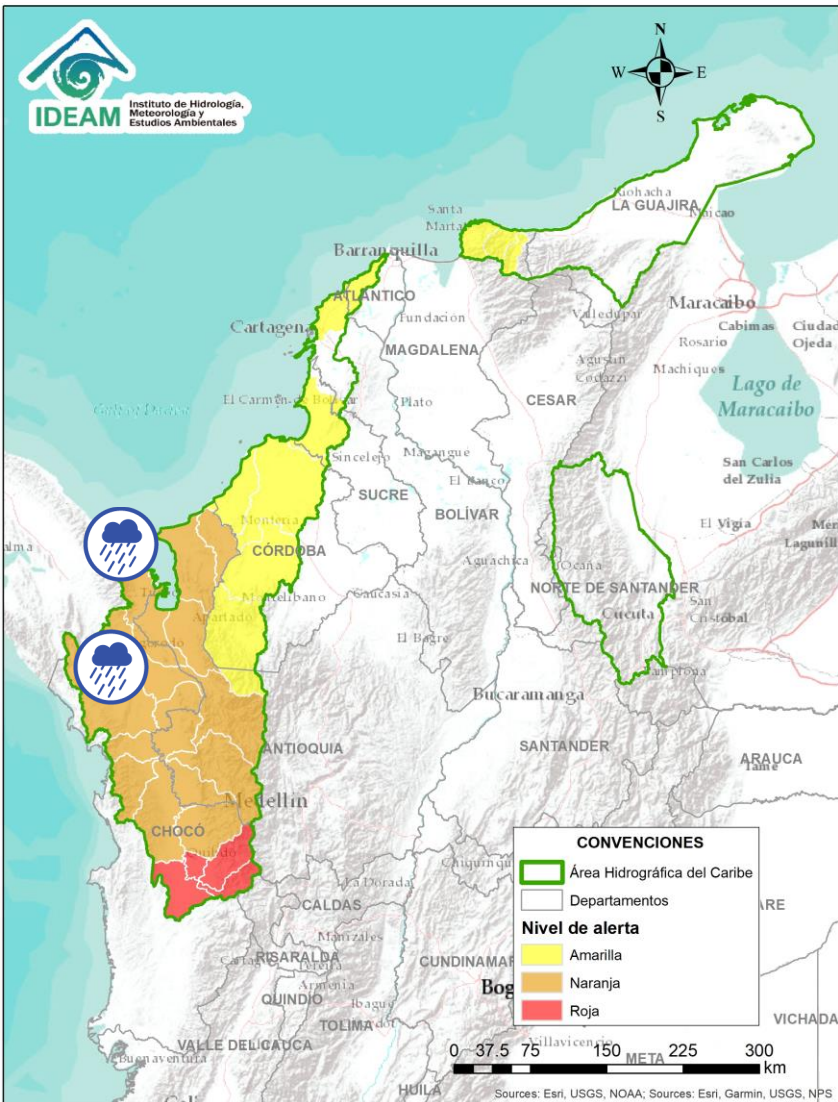 IDEAM
Instituto de Hidrología,
Meteorología y
Estudios Ambientales
N
W
E
S
Riohacha
LA GUAJIRA
Maicao
Santa
Marta
Barranquilla
ATLÁNTICO
Cartagena
Fundación
Valledupar
Maracaibo
Cabimas
Ciudad
Ojeda
Rosario
MAGDALENA
Agustín
Codazzi
Machiques
Lago de
Maracaibo
El Carmen de Bolívar
Plato
CESAR
Sincelejo
Magangué
San Carlos
del Zulia
El Banco
SUCRE
BOLÍVAR
El Vigía
Montería
CÓRDOBA
Aguachica
Ocaña
NORTE DE SANTANDER
Montelíbano
Caucasia
Cúcuta
San
Cristóbal
Apartadó
El Bagre
Pamplona
Bucaramanga
ANTIOQUIA
SANTANDER
ARAUCA
Tame
Medellín
CHOCÓ
Quibdó
La Dorada
CALDAS
Manizales
RISARALDA
Pereira
Armenia
QUINDÍO
Ibagué
TOLIMA
VALLE DEL CAUCA
Buenaventura
HUILA
Villavicencio
META
VICHADA
CONVENCIONES
Área Hidrográfica del Caribe
Departamentos
Nivel de alerta
Amarilla
Naranja
Roja
0 37.5 75 150 225 300
km
Sources: Esri, USGS, NOAA; Sources: Esri, Garmin, USGS, NPS